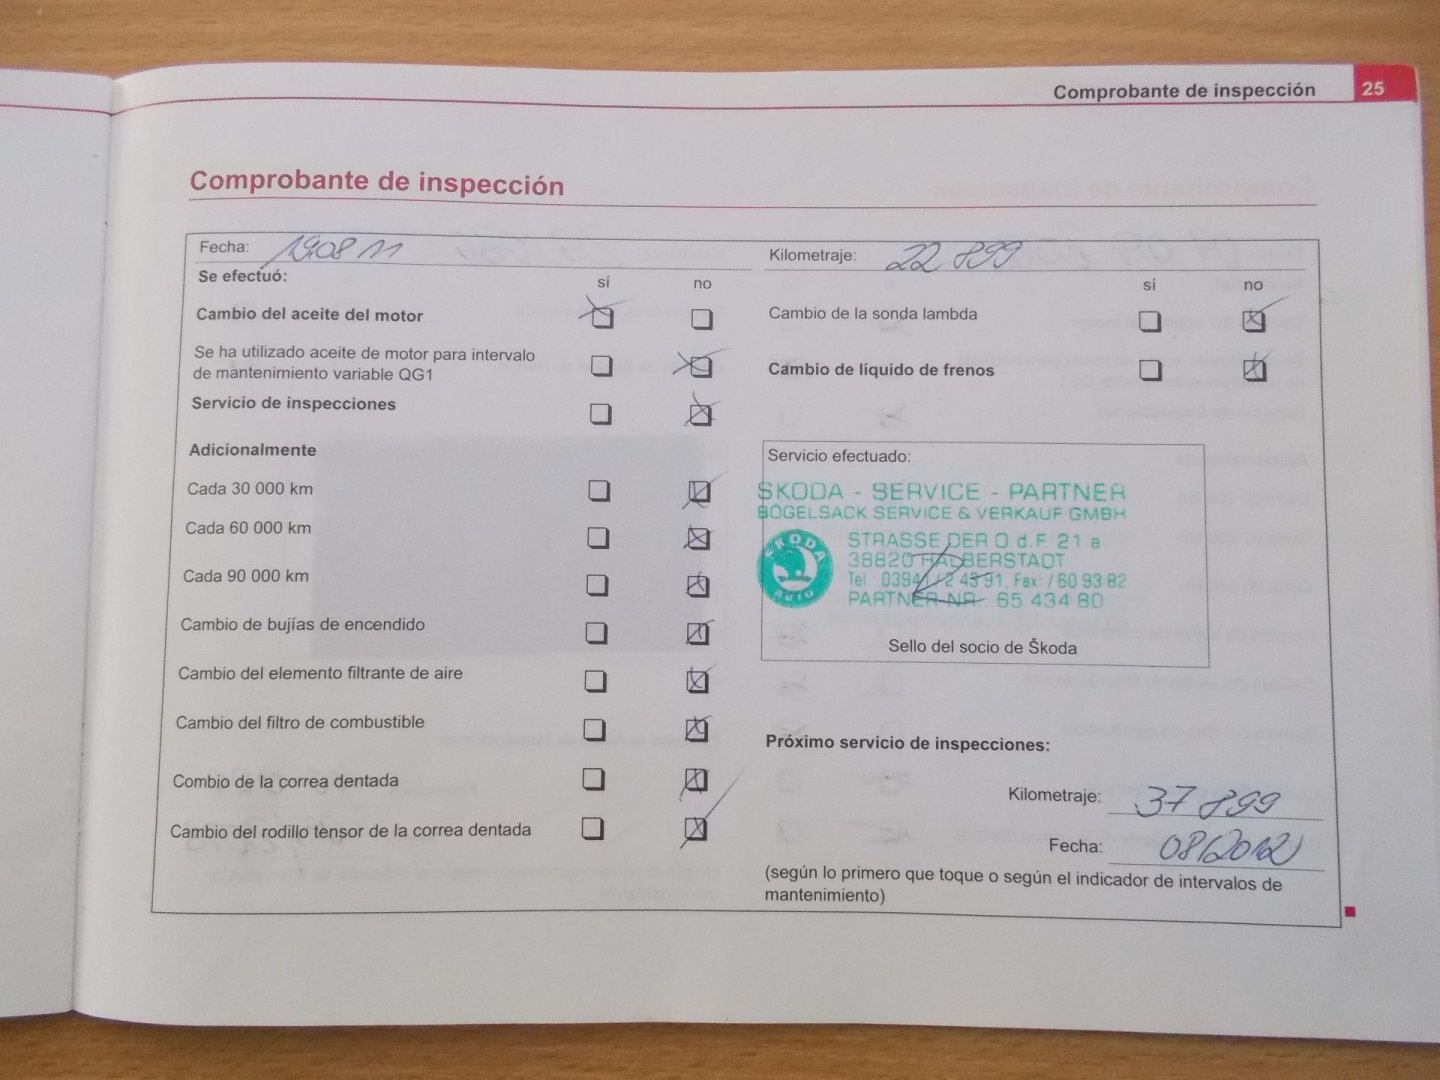 Comprobante de inspección 25
Comprobante de inspección
Fecha: 19.08 11
Kilometraje: 22 899
Se efectuó:
sí no
sí no
Cambio del aceite del motor
Cambio de la sonda lambda
Se ha utilizado aceite de motor para intervalo
de mantenimiento variable QG1
Cambio de líquido de frenos
Servicio de inspecciones
Adicionalmente
Cada 30 000 km
Cada 60 000 km
Cada 90 000 km
Cambio de bujías de encendido
Cambio del elemento filtrante de aire
Cambio del filtro de combustible
Combio de la correa dentada
Cambio del rodillo tensor de la correa dentada
Servicio efectuado:
SKODA - SERVICE - PARTNER
BÖGELSACK SERVICE & VERKAUF GMBH
SKODA
AUTO
STRASSE DER O.d.F. 21 a
38820 HALBERSTADT
Tel. 03941 / 2 45 91, Fax: / 60 93 82
PARTNER-NR.: 65 434 80
Sello del socio de Škoda
Próximo servicio de inspecciones:
Kilometraje: 37 899
Fecha: 08/2012
(según lo primero que toque o según el indicador de intervalos de
mantenimiento)